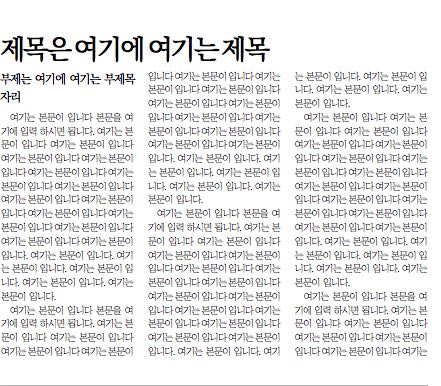 제목은 여기에 여기는 제목
부제는 여기에 여기는 부제목
자리
여기는 본문이 입니다 본문을 여
기에 입력 하시면 됩니다. 여기는 본
문이 입니다 여기는 본문이 입니다
여기는 본문이 입니다 여기는 본문이
입니다 여기는 본문이 입니다 여기는
본문이 입니다 여기는 본문이 입니다
여기는 본문이 입니다 여기는 본문이
입니다 여기는 본문이 입니다 여기는
본문이 입니다 여기는 본문이 입니다
여기는 본문이 입니다 여기는 본문이
입니다. 여기는 본문이 입니다. 여기
는 본문이 입니다. 여기는 본문이 입
니다. 여기는 본문이 입니다. 여기는
본문이 입니다.
여기는 본문이 입니다 본문을 여
기에 입력 하시면 됩니다. 여기는 본
문이 입니다 여기는 본문이 입니다
여기는 본문이 입니다 여기는 본문이
입니다 여기는 본문이 입니다 여기는
본문이 입니다 여기는 본문이 입니다
여기는 본문이 입니다 여기는 본문이
입니다 여기는 본문이 입니다 여기는
본문이 입니다 여기는 본문이 입니다
여기는 본문이 입니다 여기는 본문이
입니다. 여기는 본문이 입니다. 여기
는 본문이 입니다. 여기는 본문이 입
니다. 여기는 본문이 입니다. 여기는
본문이 입니다.
여기는 본문이 입니다 본문을 여
기에 입력 하시면 됩니다. 여기는 본
문이 입니다 여기는 본문이 입니다
여기는 본문이 입니다 여기는 본문이
입니다 여기는 본문이 입니다 여기는
본문이 입니다 여기는 본문이 입니다
여기는 본문이 입니다 여기는 본문이
입니다 여기는 본문이 입니다 여기는
본문이 입니다 여기는 본문이 입니다
여기는 본문이 입니다 여기는 본문이
입니다. 여기는 본문이 입니다. 여기
는 본문이 입니다. 여기는 본문이 입
니다. 여기는 본문이 입니다. 여기는
본문이 입니다.
여기는 본문이 입니다 본문을 여
기에 입력 하시면 됩니다. 여기는 본
문이 입니다 여기는 본문이 입니다
여기는 본문이 입니다 여기는 본문이
입니다 여기는 본문이 입니다 여기는
본문이 입니다 여기는 본문이 입니다
여기는 본문이 입니다 여기는 본문이
입니다 여기는 본문이 입니다 여기는
본문이 입니다 여기는 본문이 입니다
여기는 본문이 입니다 여기는 본문이
입니다. 여기는 본문이 입니다. 여기
는 본문이 입니다. 여기는 본문이 입
니다. 여기는 본문이 입니다. 여기는
본문이 입니다.
여기는 본문이 입니다 본문을 여
기에 입력 하시면 됩니다. 여기는 본
문이 입니다 여기는 본문이 입니다
여기는 본문이 입니다 여기는 본문이